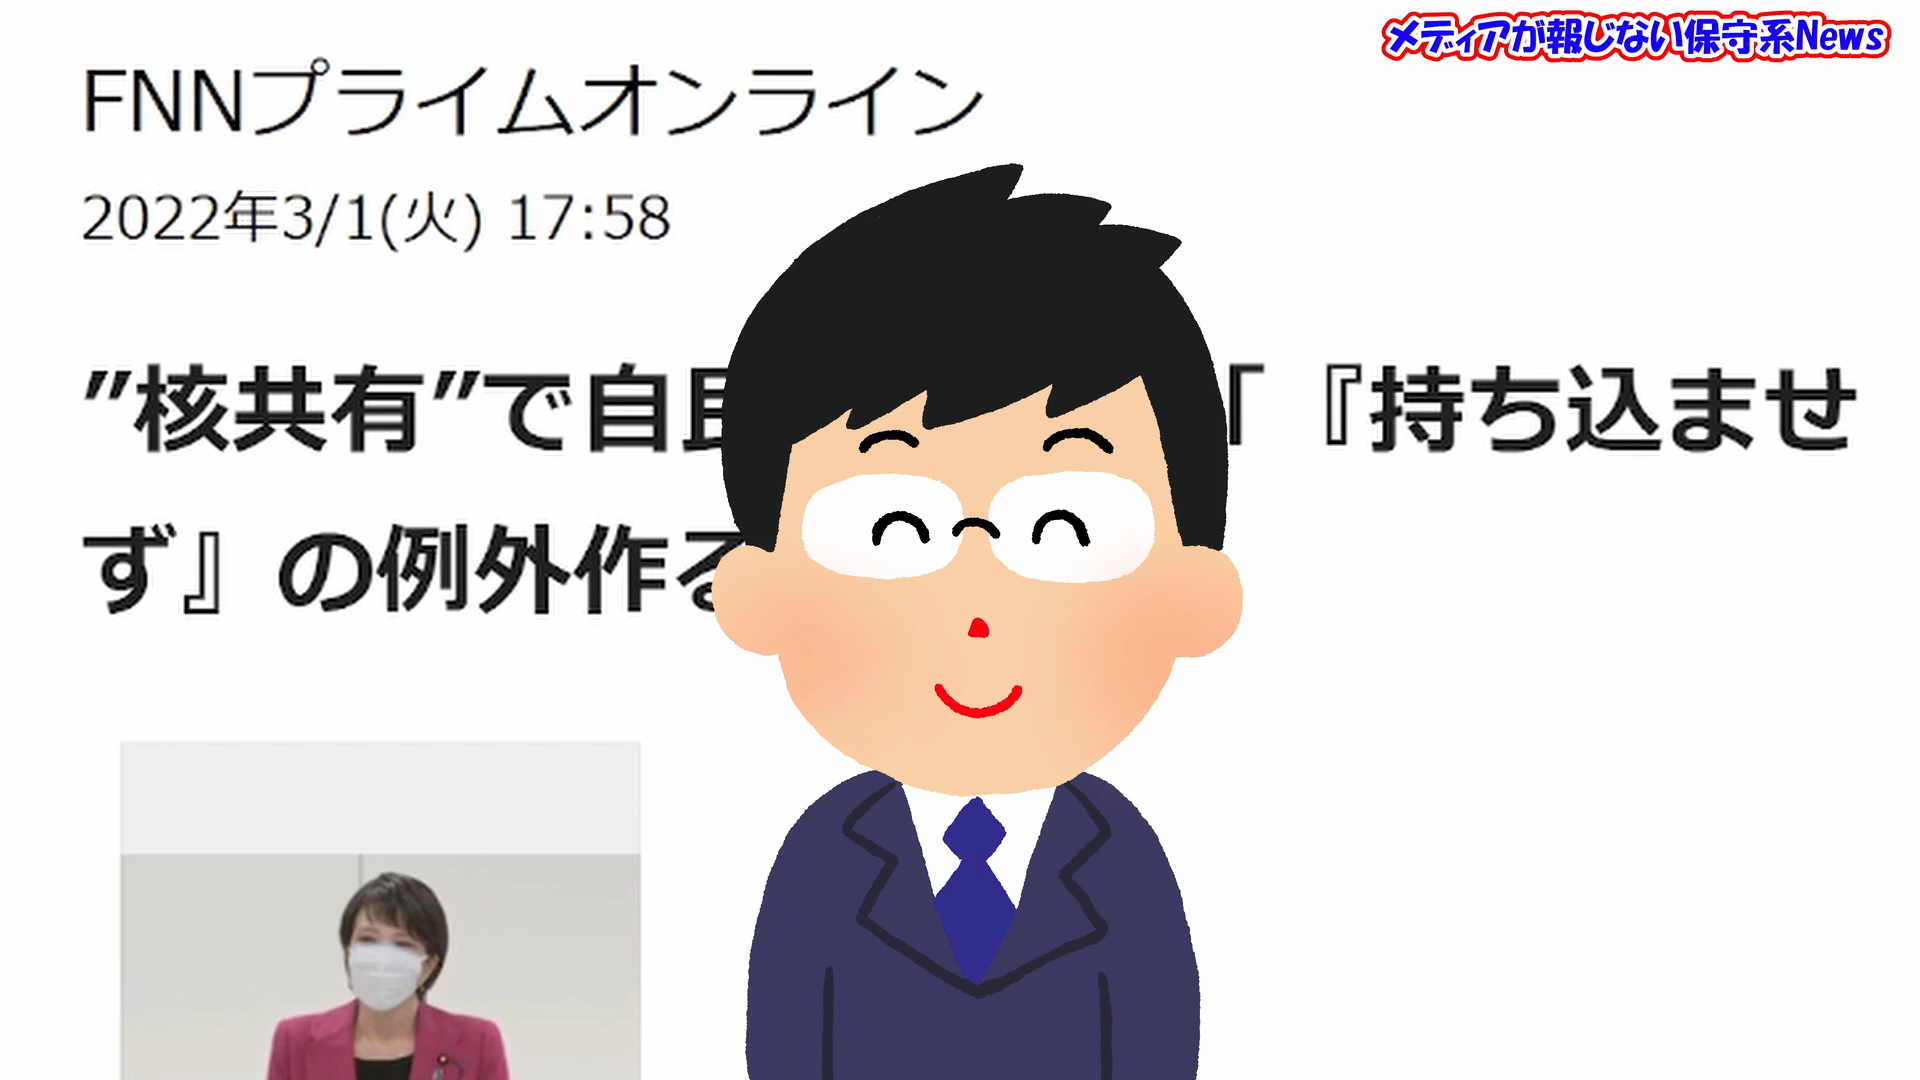 メディアが報じない保守系News
FNNプライムオンライン
2022年3/1(火) 17:58
”核共有”で自 「『持ち込ませ
ず』の例外作る